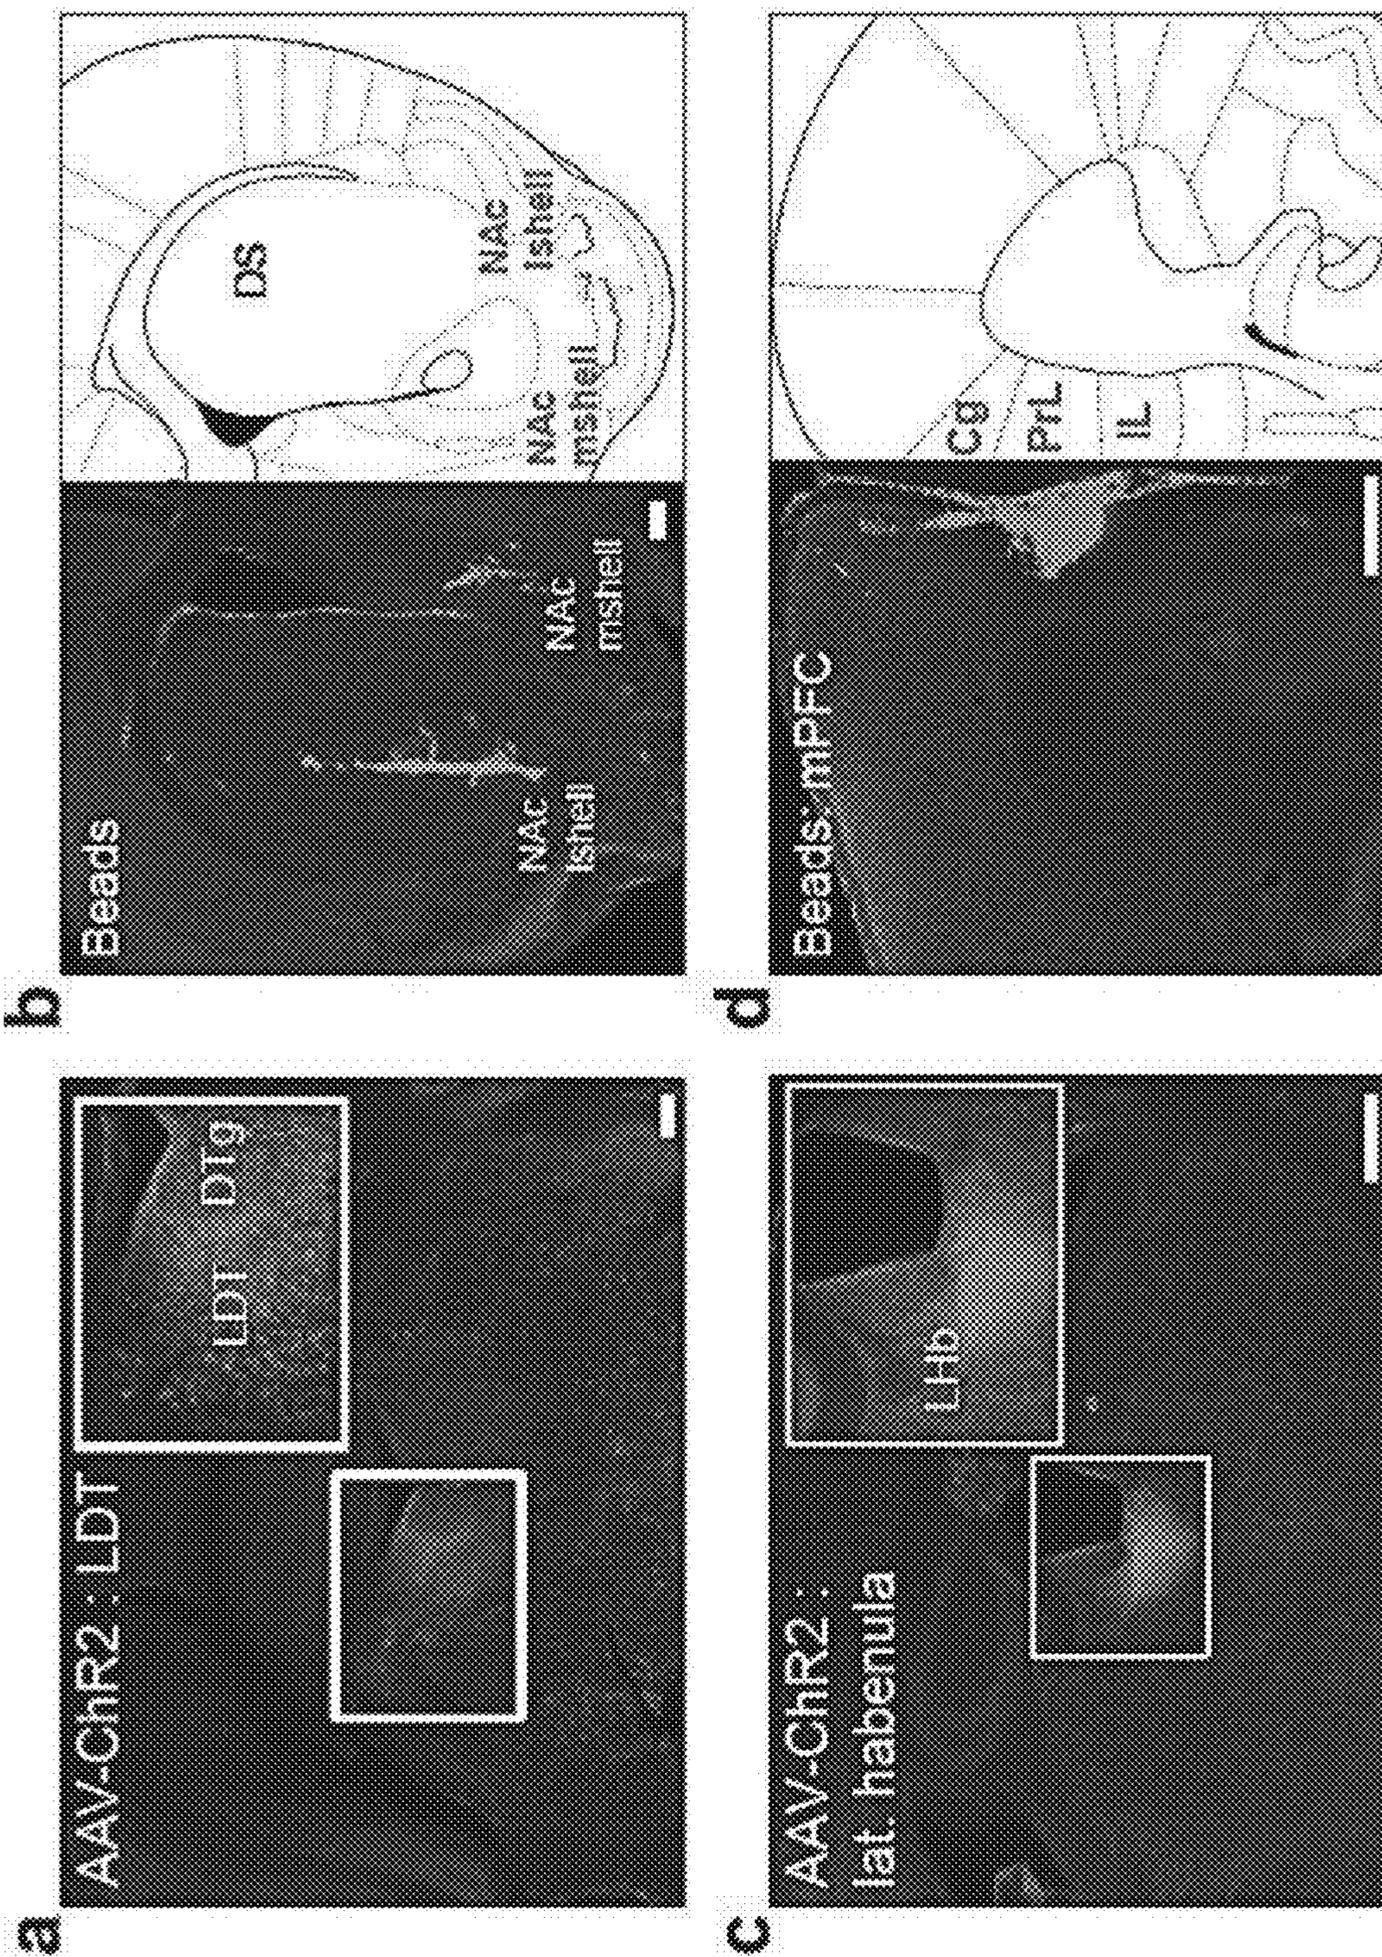 a
AAV-ChR2 :: LDT
LDT DTg
b
Beads
NAc
lshell
NAc
mshell
DS
NAc
mshell
NAc
lshell
c
AAV-ChR2 ::
lat. habenula
LHb
d
Beads: mPFC
Cg
PrL
IL